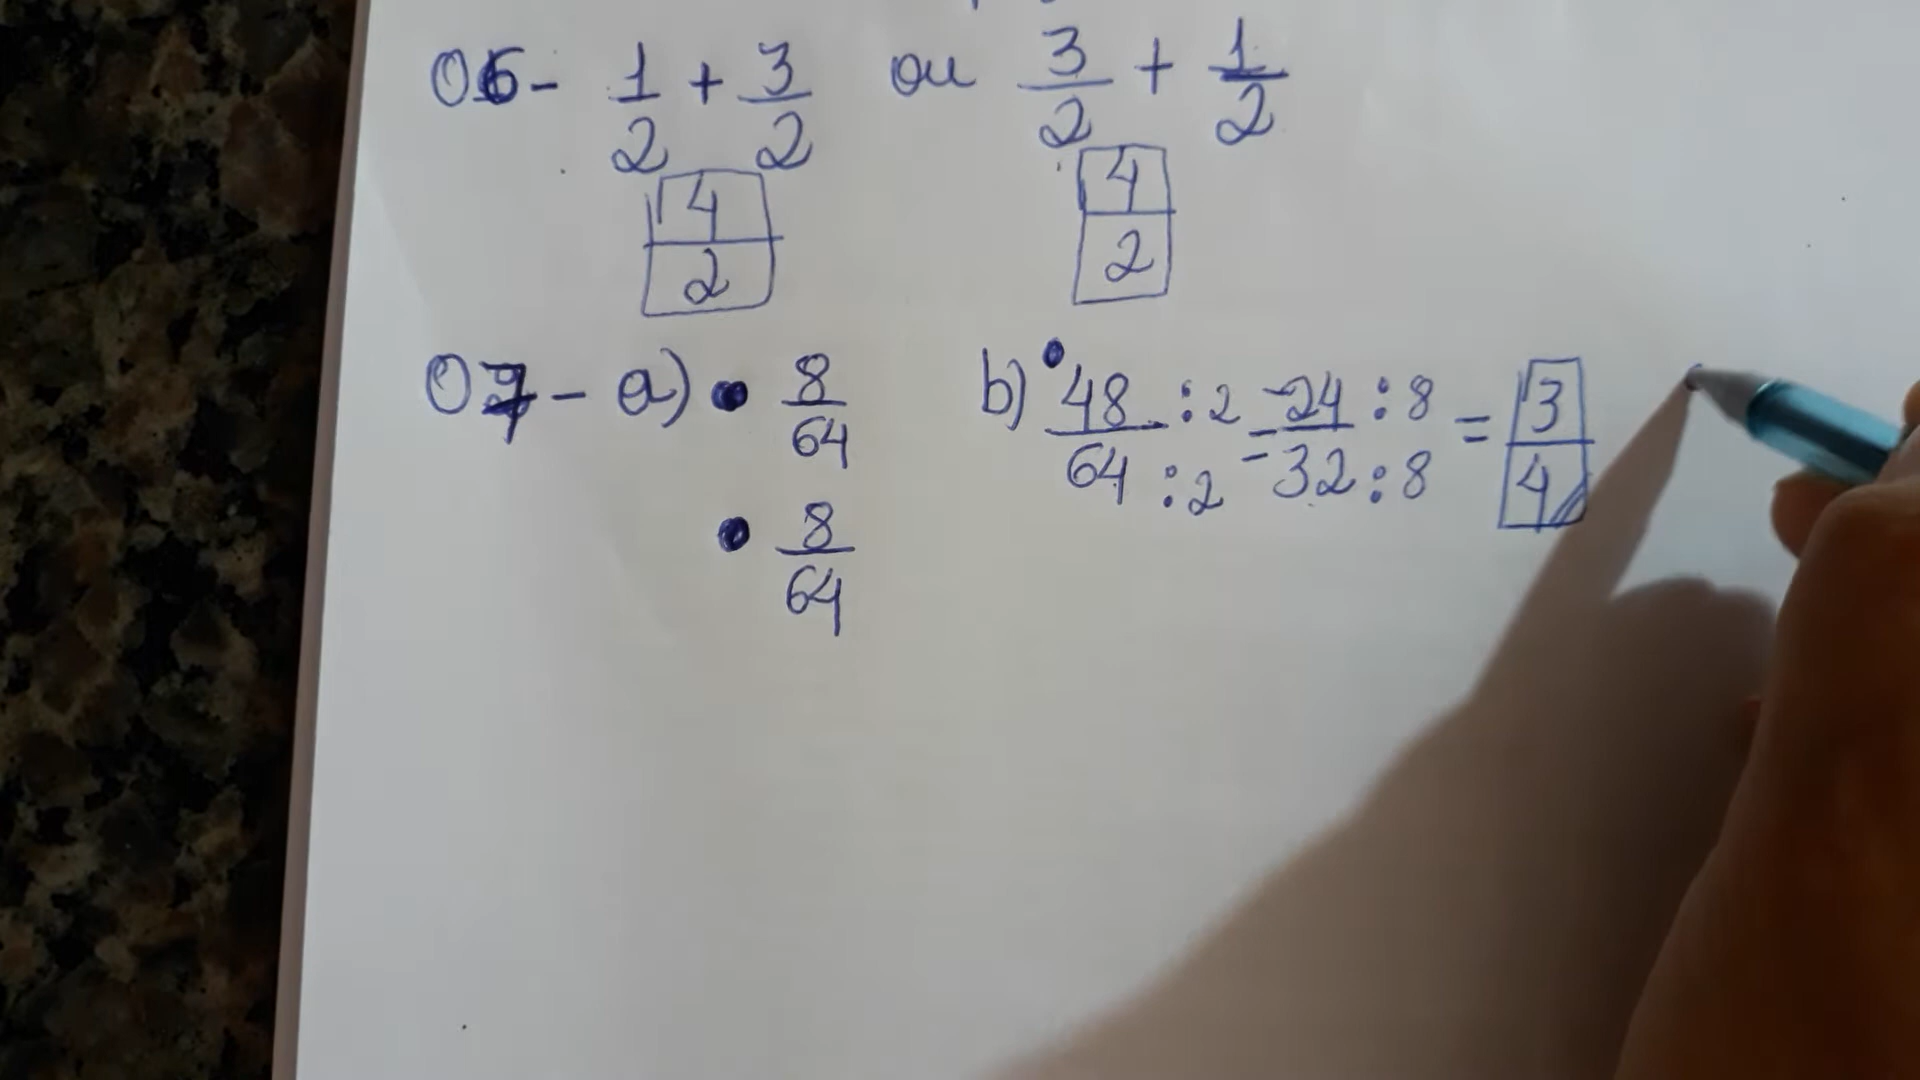 06- 1/2 + 3/2 ou 3/2 + 1/2
4/2 4/2
07- a) • 8/64 b) • 48/64 :2/:2 = 24/32 :8/:8 = 3/4
• 8/64